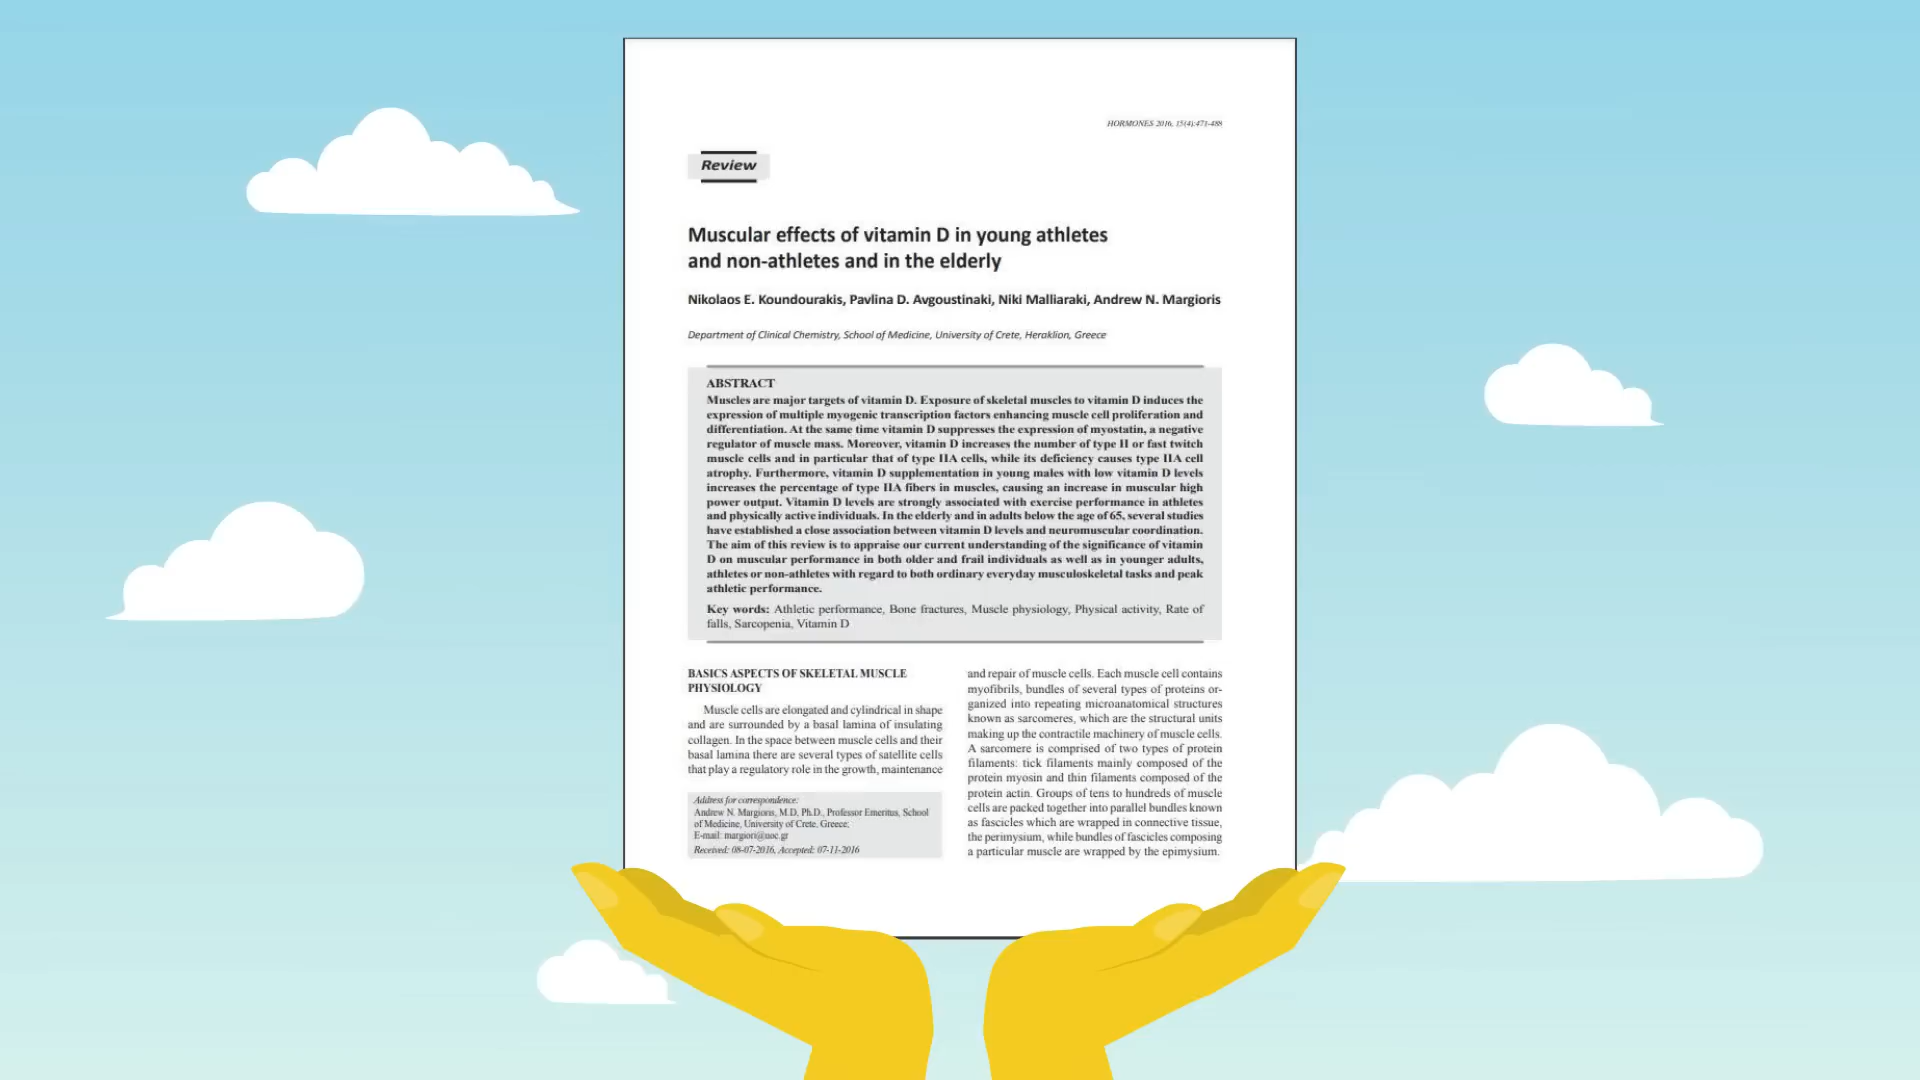 HORMONES 2016, 15(4):471-488
Review
Muscular effects of vitamin D in young athletes
and non-athletes and in the elderly
Nikolaos E. Koundourakis, Pavlina D. Avgoustinaki, Niki Malliaraki, Andrew N. Margioris
Department of Clinical Chemistry, School of Medicine, University of Crete, Heraklion, Greece
ABSTRACT
Muscles are major targets of vitamin D. Exposure of skeletal muscles to vitamin D induces the
expression of multiple myogenic transcription factors enhancing muscle cell proliferation and
differentiation. At the same time vitamin D suppresses the expression of myostatin, a negative
regulator of muscle mass. Moreover, vitamin D increases the number of type II or fast twitch
muscle cells and in particular that of type IIA cells, while its deficiency causes type IIA cell
atrophy. Furthermore, vitamin D supplementation in young males with low vitamin D levels
increases the percentage of type IIA fibers in muscles, causing an increase in muscular high
power output. Vitamin D levels are strongly associated with exercise performance in athletes
and physically active individuals. In the elderly and in adults below the age of 65, several studies
have established a close association between vitamin D levels and neuromuscular coordination.
The aim of this review is to appraise our current understanding of the significance of vitamin
D on muscular performance in both older and frail individuals as well as in younger adults,
athletes or non-athletes with regard to both ordinary everyday musculoskeletal tasks and peak
athletic performance.
Key words: Athletic performance, Bone fractures, Muscle physiology, Physical activity, Rate of
falls, Sarcopenia, Vitamin D
BASICS ASPECTS OF SKELETAL MUSCLE
PHYSIOLOGY
Muscle cells are elongated and cylindrical in shape
and are surrounded by a basal lamina of insulating
collagen. In the space between muscle cells and their
basal lamina there are several types of satellite cells
that play a regulatory role in the growth, maintenance
Address for correspondence:
Andrew N. Margioris, M.D, Ph.D., Professor Emeritus, School
of Medicine, University of Crete, Greece;
E-mail: margiori@uoc.gr
Received: 08-07-2016, Accepted: 07-11-2016
and repair of muscle cells. Each muscle cell contains
myofibrils, bundles of several types of proteins or-
ganized into repeating microanatomical structures
known as sarcomeres, which are the structural units
making up the contractile machinery of muscle cells.
A sarcomere is comprised of two types of protein
filaments: tick filaments mainly composed of the
protein myosin and thin filaments composed of the
protein actin. Groups of tens to hundreds of muscle
cells are packed together into parallel bundles known
as fascicles which are wrapped in connective tissue,
the perimysium, while bundles of fascicles composing
a particular muscle are wrapped by the epimysium.